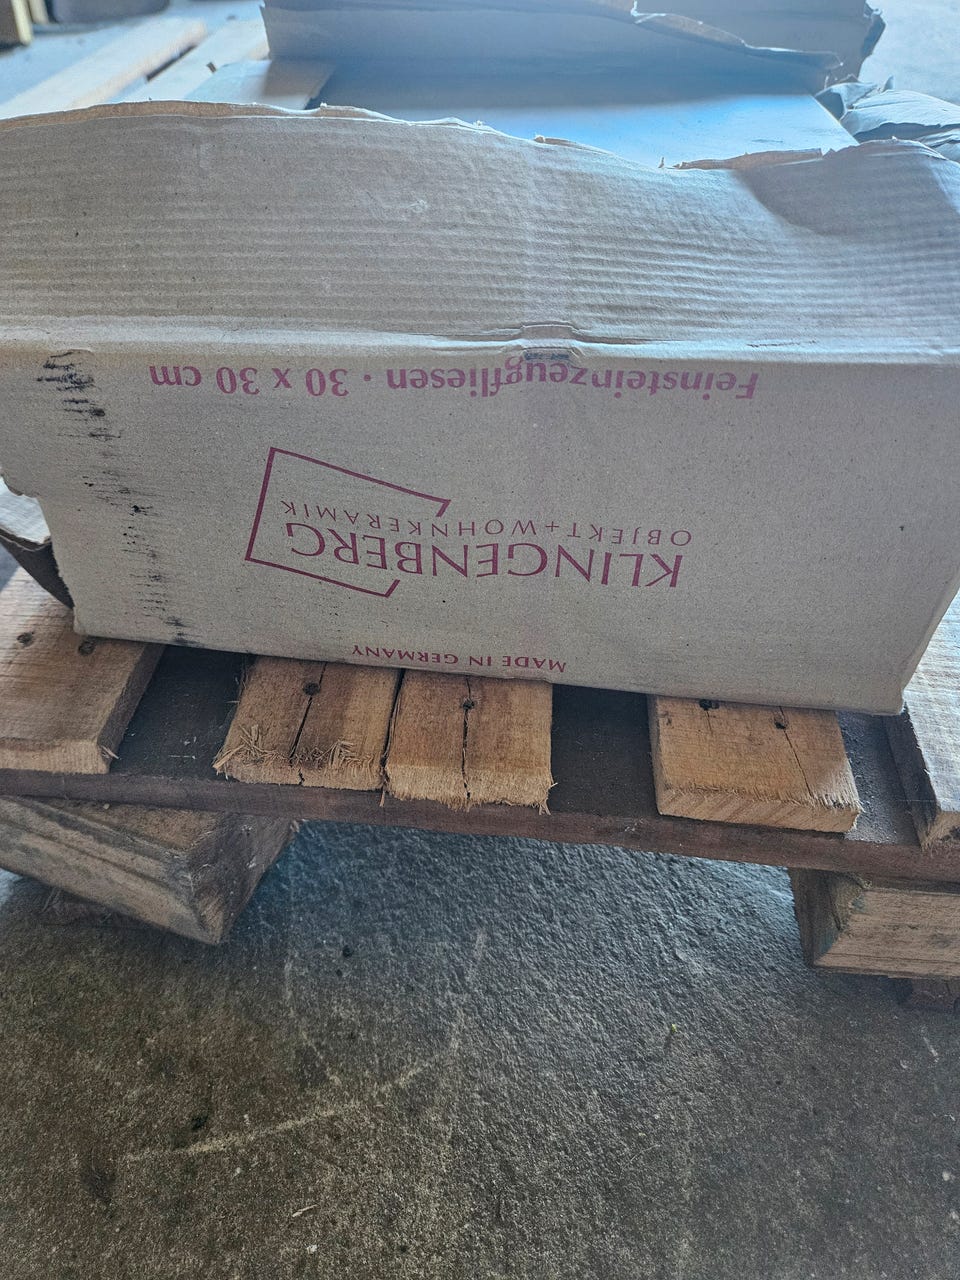 MADE IN GERMANY
KLINGENBERG
OBJEKT+WOHNKERAMIK
Feinsteinzeugfliesen · 30 x 30 cm